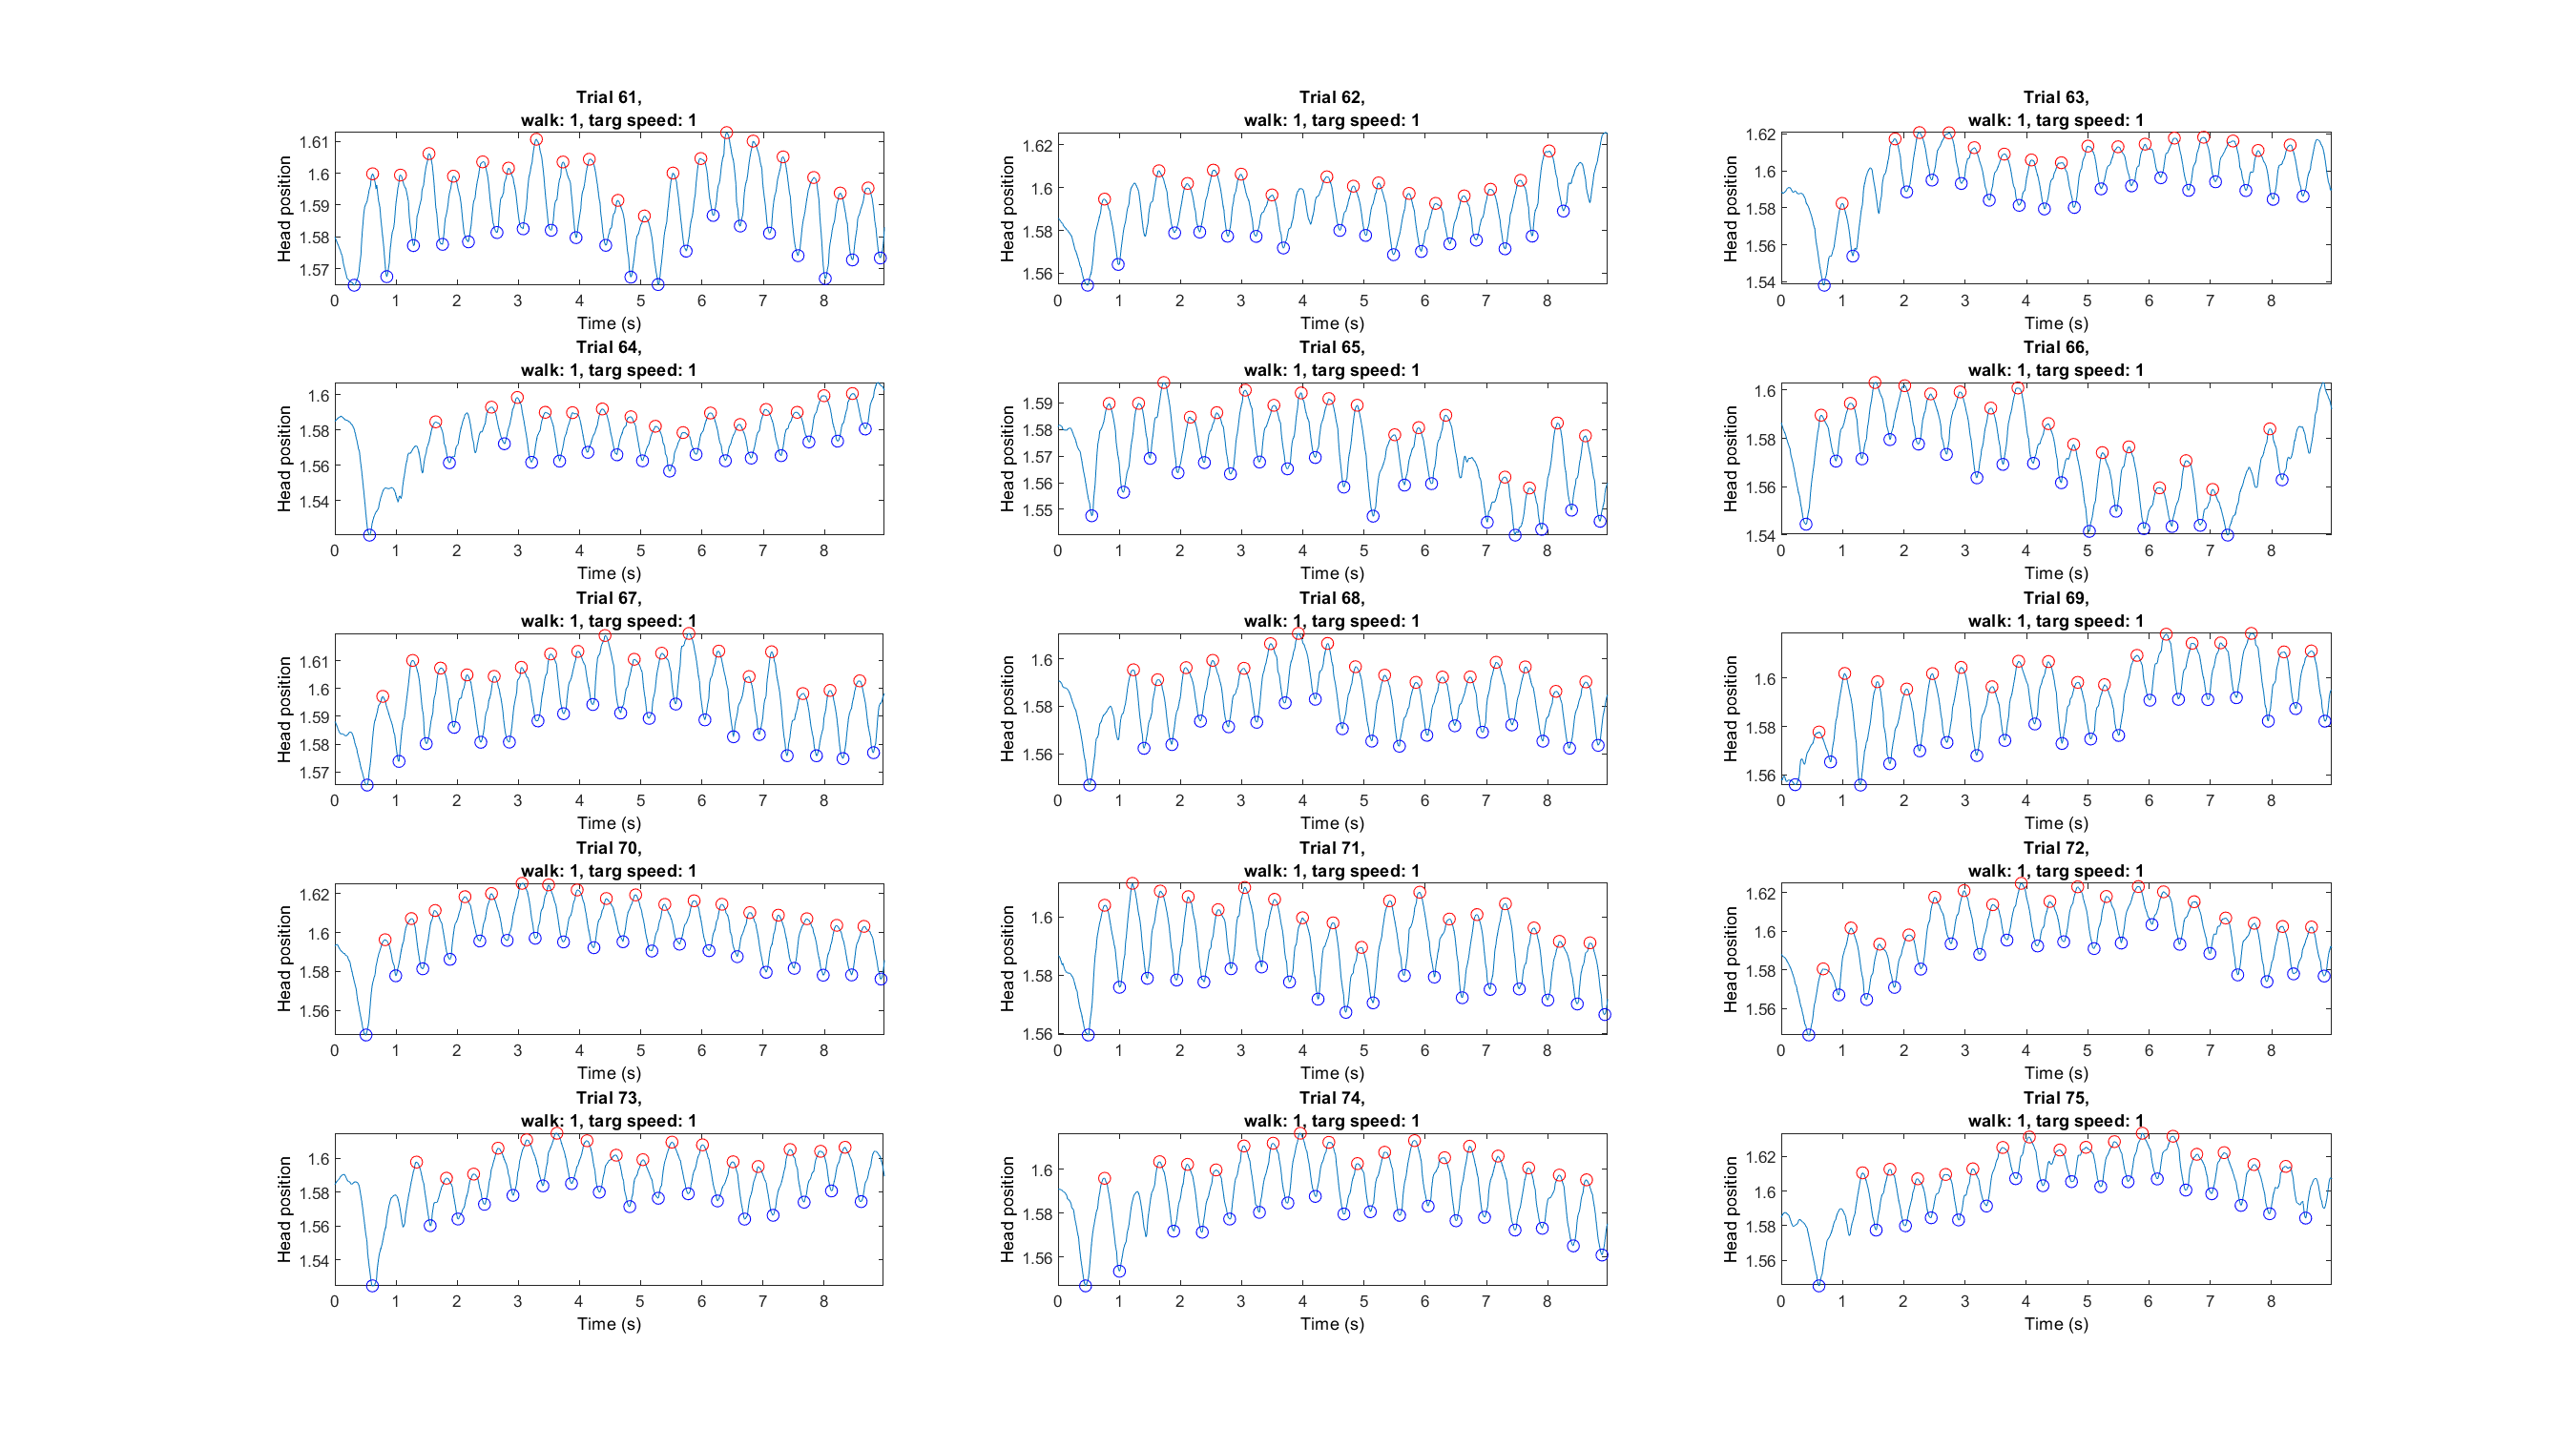 Trial 61,
walk: 1, targ speed: 1
1.61
1.6
1.59
1.58
1.57
Head position
0 1 2 3 4 5 6 7 8
Time (s)
Trial 62,
walk: 1, targ speed: 1
1.62
1.6
1.58
1.56
Head position
0 1 2 3 4 5 6 7 8
Time (s)
Trial 63,
walk: 1, targ speed: 1
1.62
1.6
1.58
1.56
1.54
Head position
0 1 2 3 4 5 6 7 8
Time (s)
Trial 64,
walk: 1, targ speed: 1
1.6
1.58
1.56
1.54
Head position
0 1 2 3 4 5 6 7 8
Time (s)
Trial 65,
walk: 1, targ speed: 1
1.59
1.58
1.57
1.56
1.55
Head position
0 1 2 3 4 5 6 7 8
Time (s)
Trial 66,
walk: 1, targ speed: 1
1.6
1.58
1.56
1.54
Head position
0 1 2 3 4 5 6 7 8
Time (s)
Trial 67,
walk: 1, targ speed: 1
1.61
1.6
1.59
1.58
1.57
Head position
0 1 2 3 4 5 6 7 8
Time (s)
Trial 68,
walk: 1, targ speed: 1
1.6
1.58
1.56
Head position
0 1 2 3 4 5 6 7 8
Time (s)
Trial 69,
walk: 1, targ speed: 1
1.6
1.58
1.56
Head position
0 1 2 3 4 5 6 7 8
Time (s)
Trial 70,
walk: 1, targ speed: 1
1.62
1.6
1.58
1.56
Head position
0 1 2 3 4 5 6 7 8
Time (s)
Trial 71,
walk: 1, targ speed: 1
1.6
1.58
1.56
Head position
0 1 2 3 4 5 6 7 8
Time (s)
Trial 72,
walk: 1, targ speed: 1
1.62
1.6
1.58
1.56
Head position
0 1 2 3 4 5 6 7 8
Time (s)
Trial 73,
walk: 1, targ speed: 1
1.6
1.58
1.56
1.54
Head position
0 1 2 3 4 5 6 7 8
Time (s)
Trial 74,
walk: 1, targ speed: 1
1.6
1.58
1.56
Head position
0 1 2 3 4 5 6 7 8
Time (s)
Trial 75,
walk: 1, targ speed: 1
1.62
1.6
1.58
1.56
Head position
0 1 2 3 4 5 6 7 8
Time (s)